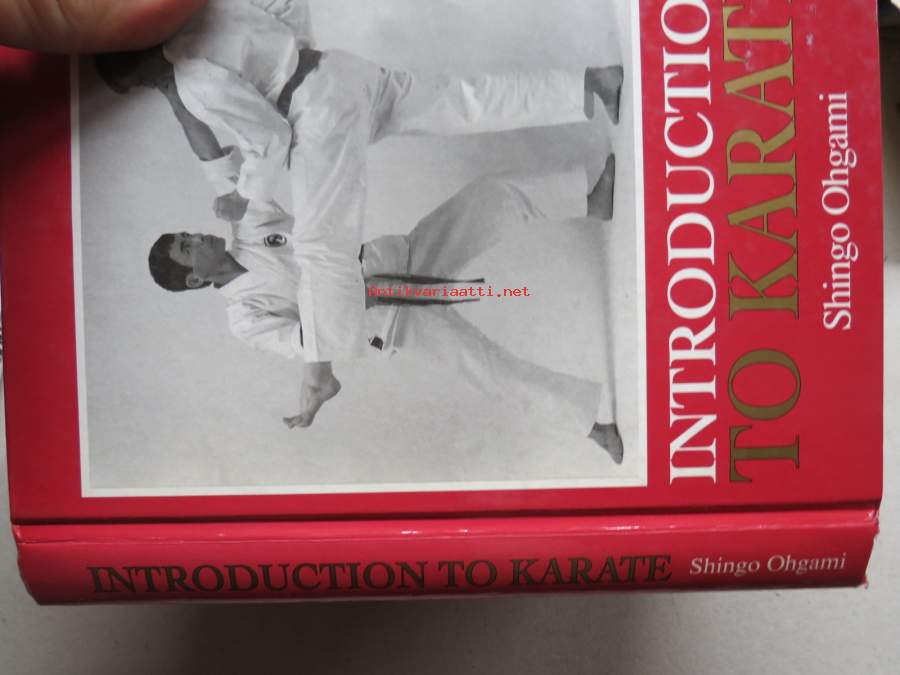 INTRODUCTIO
TO KARATE
Shingo Ohgami
antikvariaatti.net
INTRODUCTION TO KARATE Shingo Ohgami